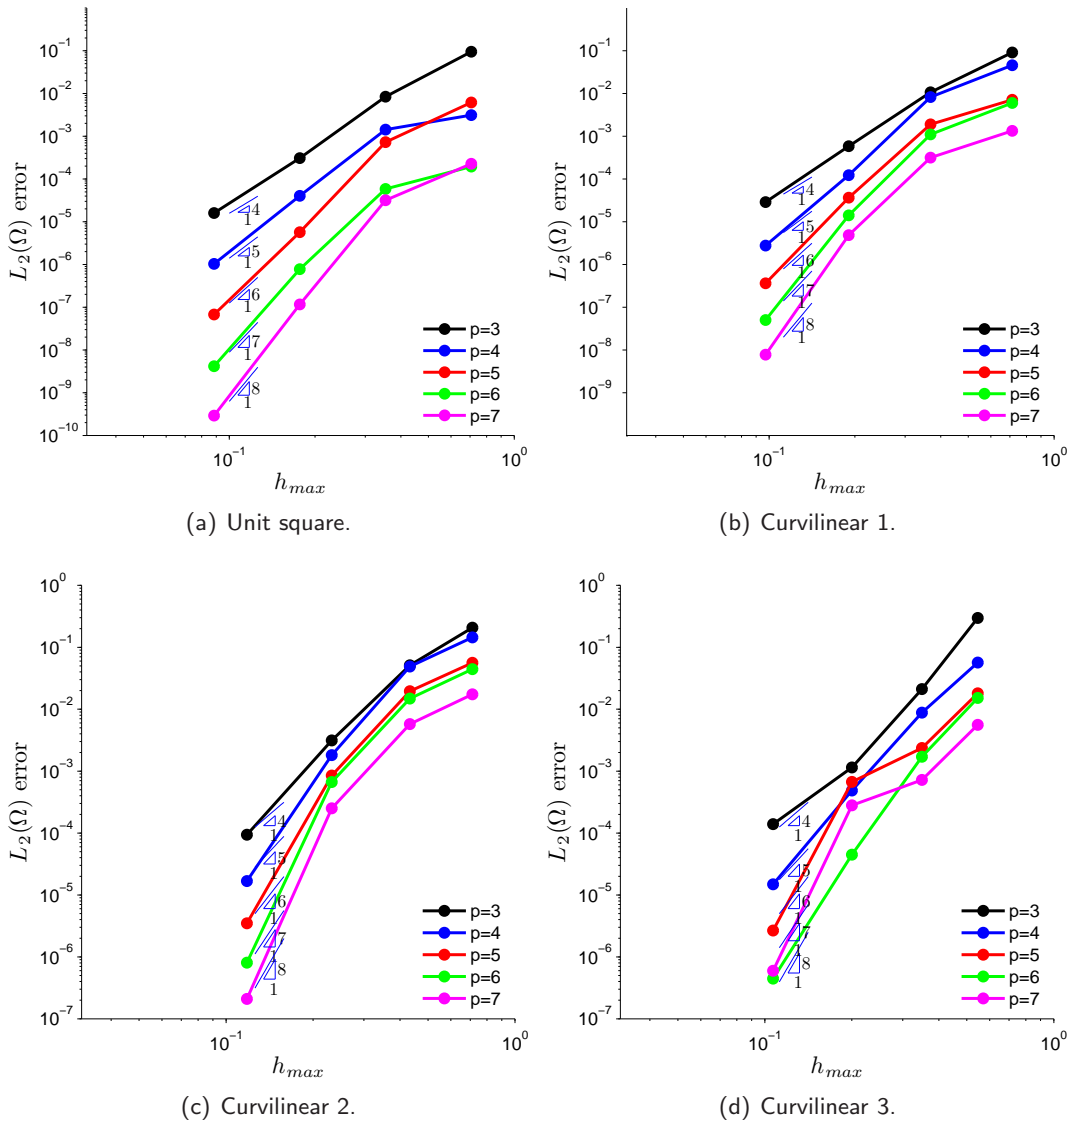 10^-1
10^-2
10^-3
10^-4
10^-5
10^-6
10^-7
10^-8
10^-9
10^-10
L_2(Ω) error
4
1
5
1
6
1
7
1
8
1
p=3
p=4
p=5
p=6
p=7
10^-1
10^0
h_max
(a) Unit square.
10^-1
10^-2
10^-3
10^-4
10^-5
10^-6
10^-7
10^-8
10^-9
L_2(Ω) error
4
1
5
1
6
1
7
1
8
1
p=3
p=4
p=5
p=6
p=7
10^-1
10^0
h_max
(b) Curvilinear 1.
10^0
10^-1
10^-2
10^-3
10^-4
10^-5
10^-6
10^-7
L_2(Ω) error
4
1
5
1
6
1
7
1
8
1
p=3
p=4
p=5
p=6
p=7
10^-1
10^0
h_max
(c) Curvilinear 2.
10^0
10^-1
10^-2
10^-3
10^-4
10^-5
10^-6
10^-7
L_2(Ω) error
4
1
5
1
6
1
7
1
8
1
p=3
p=4
p=5
p=6
p=7
10^-1
10^0
h_max
(d) Curvilinear 3.